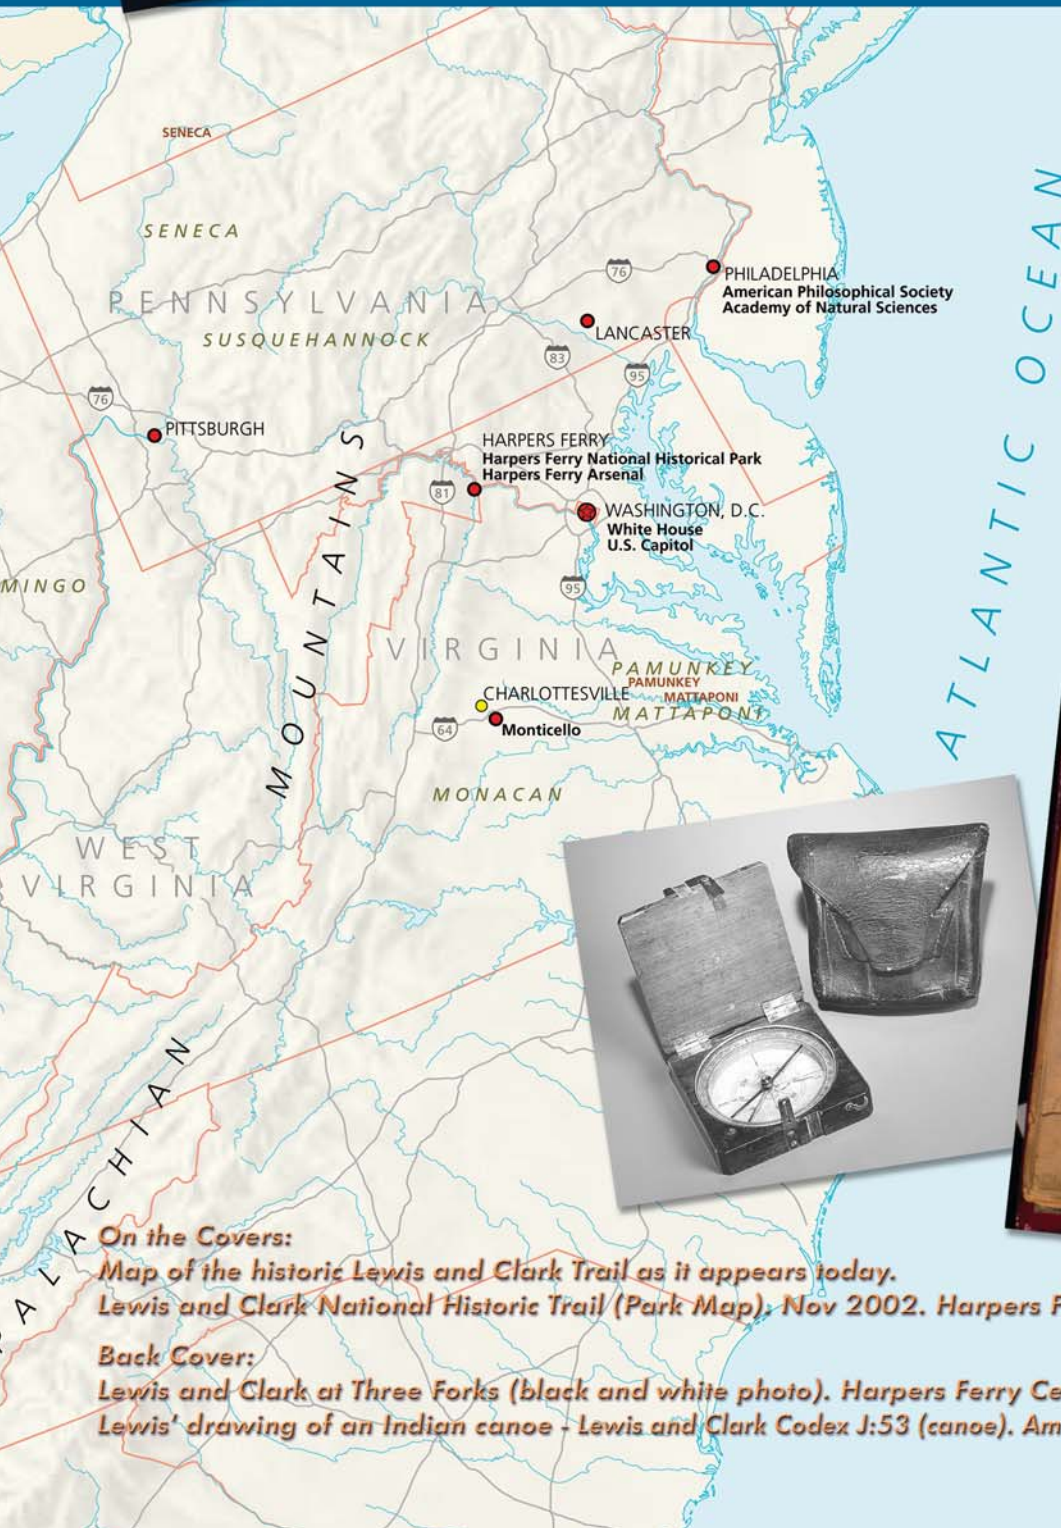 SENECA
SENECA
PENNSYLVANIA
SUSQUEHANNOCK
76
PHILADELPHIA
American Philosophical Society
Academy of Natural Sciences
LANCASTER
83
95
76
PITTSBURGH
HARPERS FERRY
Harpers Ferry National Historical Park
Harpers Ferry Arsenal
81
WASHINGTON, D.C.
White House
U.S. Capitol
MINGO
95
VIRGINIA
PAMUNKEY
PAMUNKEY
MATTAPONI
MATTAPONI
CHARLOTTESVILLE
Monticello
64
MONACAN
WEST
VIRGINIA
ATLANTIC OCEAN
PALACHIAN MOUNTAINS
On the Covers:
Map of the historic Lewis and Clark Trail as it appears today.
Lewis and Clark National Historic Trail (Park Map); Nov 2002. Harpers F
Back Cover:
Lewis and Clark at Three Forks (black and white photo). Harpers Ferry Ce
Lewis' drawing of an Indian canoe - Lewis and Clark Codex J:53 (canoe). Am